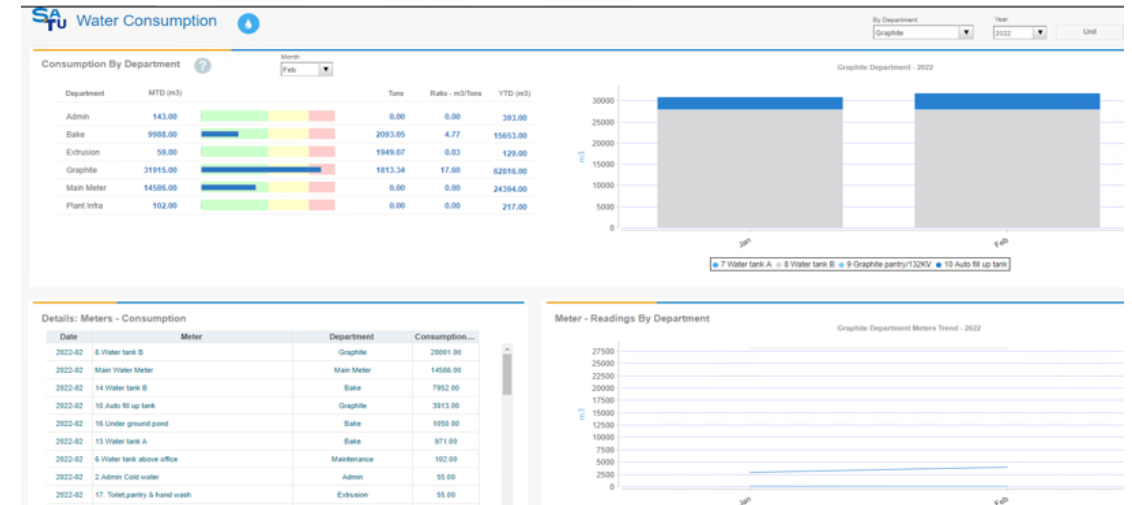 SATU Water Consumption
By Department
Graphite
Year
2022
Unit
Consumption By Department ?
Month
Feb
Department MTD (m3) Tons Ratio - m3/Tons YTD (m3)
Admin 143.00 0.00 0.00 393.00
Bake 9988.00 2093.05 4.77 15653.00
Extrusion 59.00 1949.07 0.03 129.00
Graphite 31915.00 1813.34 17.60 62816.00
Main Meter 14586.00 0.00 0.00 24394.00
Plant Infra 102.00 0.00 0.00 217.00
Graphite Department - 2022
30000
25000
20000
15000
10000
5000
0
m3
Jan Feb
7 Water tank A 8 Water tank B 9 Graphite pantry/132KV 10 Auto fill up tank
Details: Meters - Consumption
Date Meter Department Consumption...
2022-02 8.Water tank B Graphite 28001.00
2022-02 Main Water Meter Main Meter 14586.00
2022-02 14.Water tank B Bake 7952.00
2022-02 10.Auto fill up tank Graphite 3913.00
2022-02 16.Under ground pond Bake 1050.00
2022-02 13.Water tank A Bake 971.00
2022-02 6.Water tank above office Maintenance 102.00
2022-02 2.Admin Cold water Admin 55.00
2022-02 17. Toilet,pantry & hand wash Extrusion 55.00
Meter - Readings By Department
Graphite Department Meters Trend - 2022
27500
25000
22500
20000
17500
15000
12500
10000
7500
5000
2500
0
m3
Jan Feb